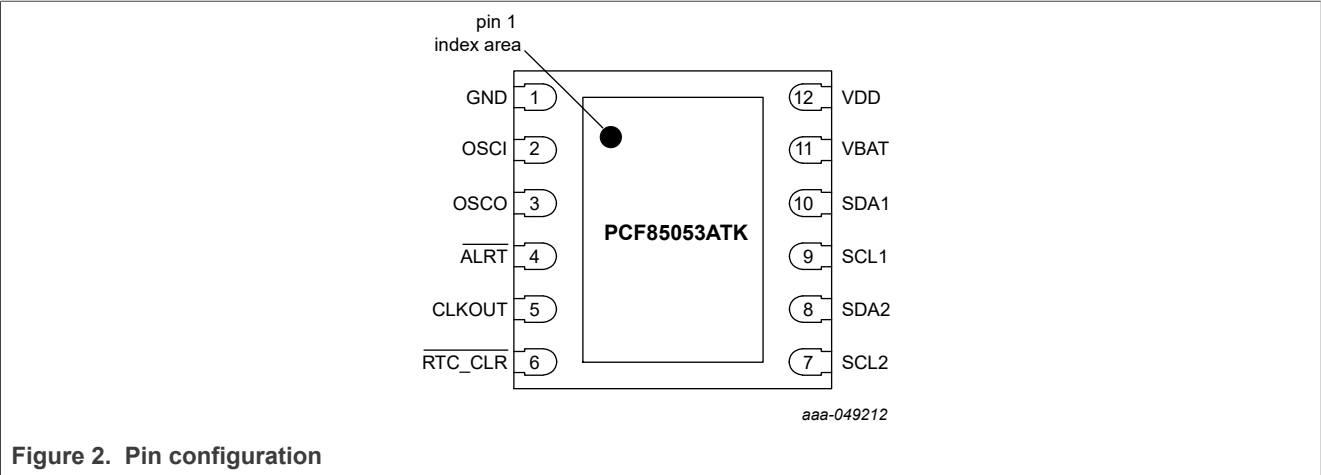 pin 1
index area
GND 1
OSCI 2
OSCO 3
ALRT 4
CLKOUT 5
RTC_CLR 6
PCF85053ATK
12 VDD
11 VBAT
10 SDA1
9 SCL1
8 SDA2
7 SCL2
aaa-049212
Figure 2. Pin configuration